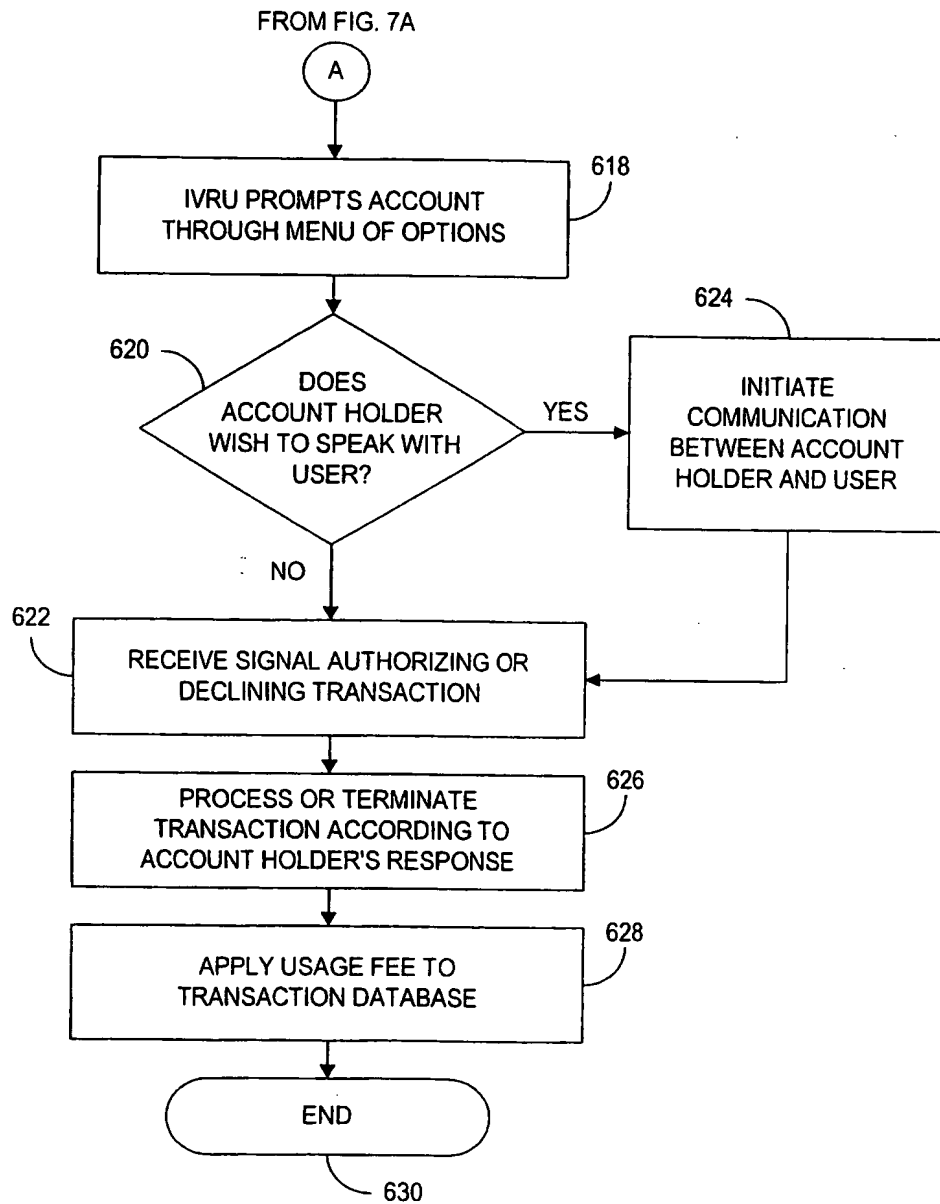 FROM FIG. 7A
A
618
IVRU PROMPTS ACCOUNT
THROUGH MENU OF OPTIONS
620
DOES
ACCOUNT HOLDER
WISH TO SPEAK WITH
USER?
YES
624
INITIATE
COMMUNICATION
BETWEEN ACCOUNT
HOLDER AND USER
NO
622
RECEIVE SIGNAL AUTHORIZING OR
DECLINING TRANSACTION
626
PROCESS OR TERMINATE
TRANSACTION ACCORDING TO
ACCOUNT HOLDER'S RESPONSE
628
APPLY USAGE FEE TO
TRANSACTION DATABASE
END
630